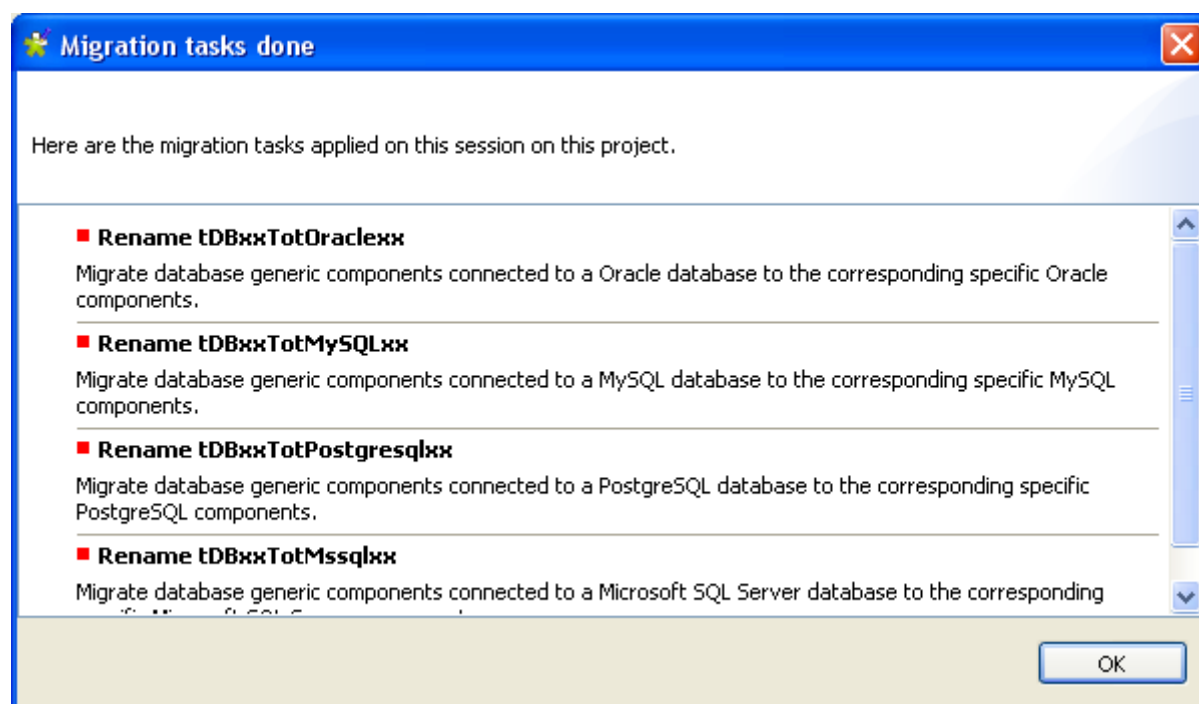 Migration tasks done
Here are the migration tasks applied on this session on this project.
Rename tDBxxTotOraclexx
Migrate database generic components connected to a Oracle database to the corresponding specific Oracle
components.
Rename tDBxxTotMySQLxx
Migrate database generic components connected to a MySQL database to the corresponding specific MySQL
components.
Rename tDBxxTotPostgresqlxx
Migrate database generic components connected to a PostgreSQL database to the corresponding specific
PostgreSQL components.
Rename tDBxxTotMssqlxx
Migrate database generic components connected to a Microsoft SQL Server database to the corresponding
OK